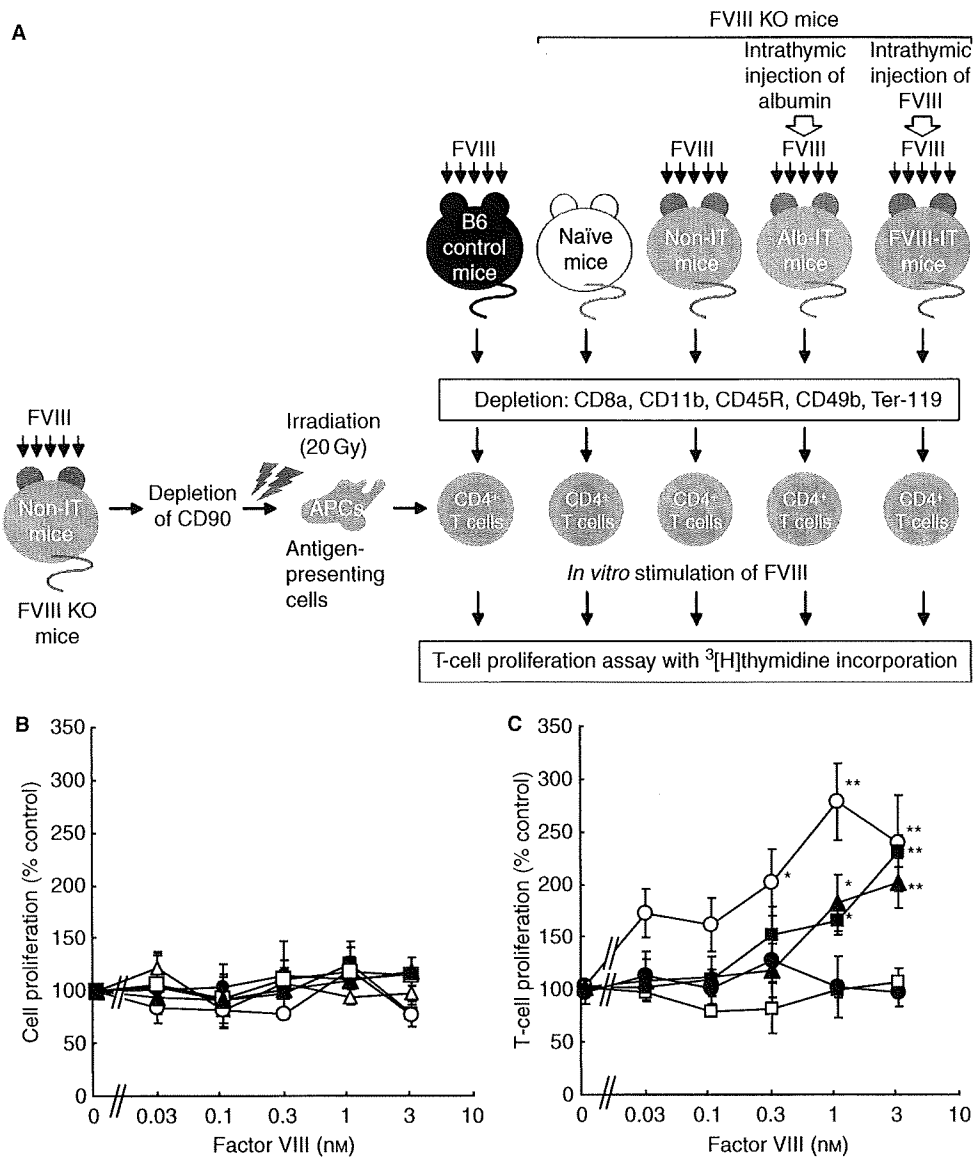 A
FVIII KO mice
Intrathymic
injection of
albumin
Intrathymic
injection of
FVIII
FVIII
FVIII
FVIII
FVIII
B6
control
mice
Naïve
mice
Non-IT
mice
Alb-IT
mice
FVIII-IT
mice
Depletion: CD8a, CD11b, CD45R, CD49b, Ter-119
FVIII
Non-IT
mice
FVIII KO
mice
Depletion
of CD90
Irradiation
(20 Gy)
APCs
Antigen-
presenting
cells
CD4+
T cells
CD4+
T cells
CD4+
T cells
CD4+
T cells
CD4+
T cells
In vitro stimulation of FVIII
T-cell proliferation assay with ³[H]thymidine incorporation
B
Cell proliferation (% control)
350
300
250
200
150
100
50
0
0
0.03
0.1
0.3
1
3
10
Factor VIII (nM)
C
T-cell proliferation (% control)
350
300
250
200
150
100
50
0
**
*
**
**
*
**
*
0
0.03
0.1
0.3
1
3
10
Factor VIII (nM)